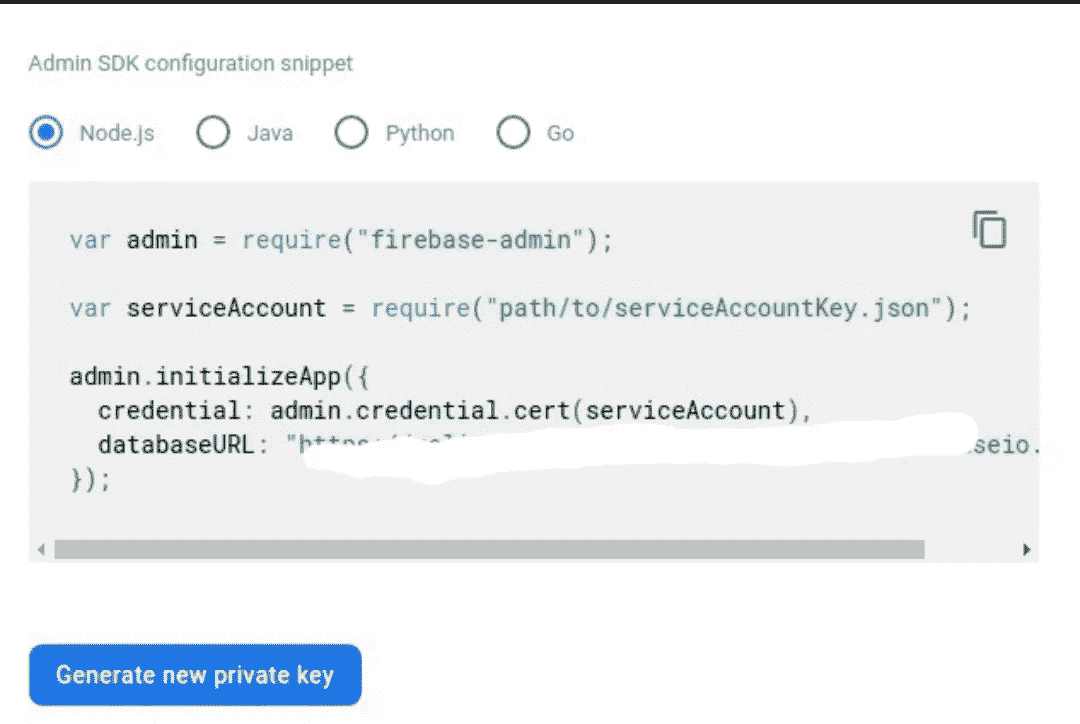 Admin SDK configuration snippet
Node.js Java Python Go
var admin = require("firebase-admin");
var serviceAccount = require("path/to/serviceAccountKey.json");
admin.initializeApp({
credential: admin.credential.cert(serviceAccount),
databaseURL: "https:/ seio.
});
Generate new private key